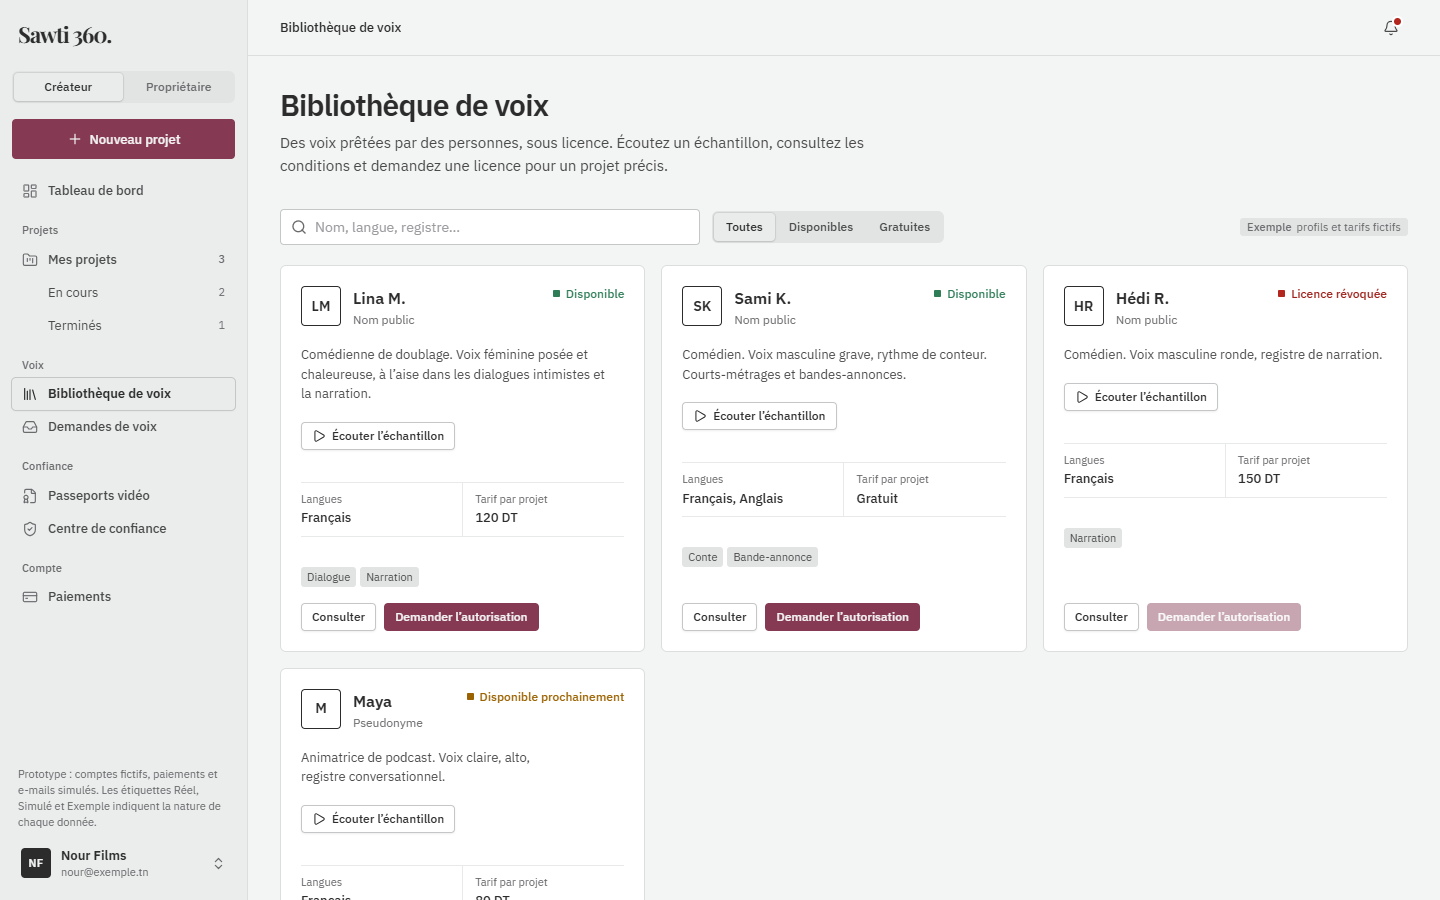 Sawti 360.
Créateur
Propriétaire
Nouveau projet
Tableau de bord
Projets
Mes projets 3
En cours 2
Terminés 1
Voix
Bibliothèque de voix
Demandes de voix
Confiance
Passeports vidéo
Centre de confiance
Compte
Paiements
Prototype : comptes fictifs, paiements et
e-mails simulés. Les étiquettes Réel,
Simulé et Exemple indiquent la nature de
chaque donnée.
NF
Nour Films
nour@exemple.tn
Bibliothèque de voix
Bibliothèque de voix
Des voix prêtées par des personnes, sous licence. Écoutez un échantillon, consultez les
conditions et demandez une licence pour un projet précis.
Nom, langue, registre...
Toutes
Disponibles
Gratuites
Exemple profils et tarifs fictifs
LM
Lina M.
Nom public
Disponible
Comédienne de doublage. Voix féminine posée et
chaleureuse, à l’aise dans les dialogues intimistes et
la narration.
Écouter l’échantillon
Langues
Français
Tarif par projet
120 DT
Dialogue
Narration
Consulter
Demander l’autorisation
SK
Sami K.
Nom public
Disponible
Comédien. Voix masculine grave, rythme de conteur.
Courts-métrages et bandes-annonces.
Écouter l’échantillon
Langues
Français, Anglais
Tarif par projet
Gratuit
Conte
Bande-annonce
Consulter
Demander l’autorisation
HR
Hédi R.
Nom public
Licence révoquée
Comédien. Voix masculine ronde, registre de narration.
Écouter l’échantillon
Langues
Français
Tarif par projet
150 DT
Narration
Consulter
Demander l’autorisation
M
Maya
Pseudonyme
Disponible prochainement
Animatrice de podcast. Voix claire, alto,
registre conversationnel.
Écouter l’échantillon
Langues
Français
Tarif par projet
80 DT